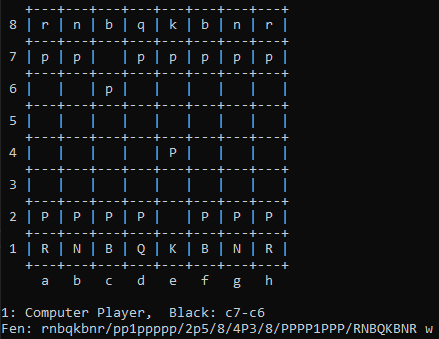 +---+---+---+---+---+---+---+---+
8 | r | n | b | q | k | b | n | r |
  +---+---+---+---+---+---+---+---+
7 | p | p |   | p | p | p | p | p |
  +---+---+---+---+---+---+---+---+
6 |   |   | p |   |   |   |   |   |
  +---+---+---+---+---+---+---+---+
5 |   |   |   |   |   |   |   |   |
  +---+---+---+---+---+---+---+---+
4 |   |   |   |   | P |   |   |   |
  +---+---+---+---+---+---+---+---+
3 |   |   |   |   |   |   |   |   |
  +---+---+---+---+---+---+---+---+
2 | P | P | P | P |   | P | P | P |
  +---+---+---+---+---+---+---+---+
1 | R | N | B | Q | K | B | N | R |
  +---+---+---+---+---+---+---+---+
    a   b   c   d   e   f   g   h
1: Computer Player,  Black: c7-c6
Fen: rnbqkbnr/pp1ppppp/2p5/8/4P3/8/PPPP1PPP/RNBQKBNR w